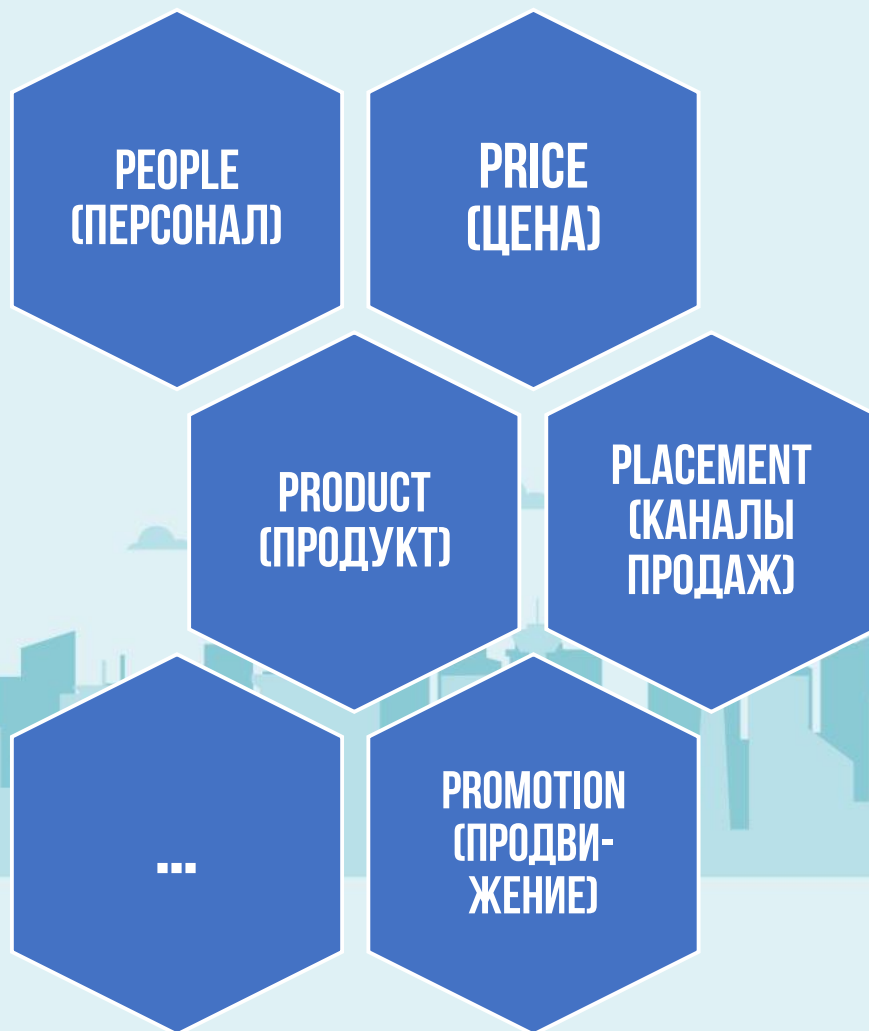 PEOPLE
(ПЕРСОНАЛ)
PRICE
(ЦЕНА)
PRODUCT
(ПРОДУКТ)
PLACEMENT
(КАНАЛЫ
ПРОДАЖ)
...
PROMOTION
(ПРОДВИ-
ЖЕНИЕ)